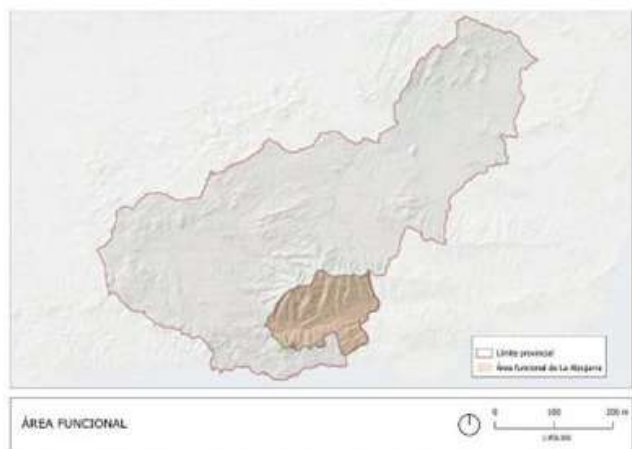 Límite provincial
Área funcional de La Alpujarra
ÁREA FUNCIONAL
0 100 200 m